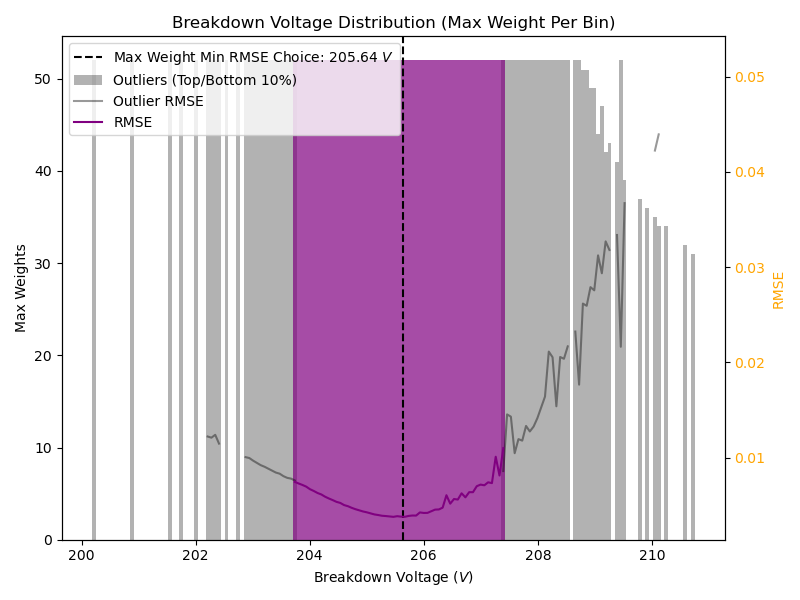 Breakdown Voltage Distribution (Max Weight Per Bin)
Max Weight Min RMSE Choice: 205.64 V
Outliers (Top/Bottom 10%)
Outlier RMSE
RMSE
Max Weights
50
40
30
20
10
0
0.05
0.04
0.03
0.02
0.01
RMSE
200 202 204 206 208 210
Breakdown Voltage (V)